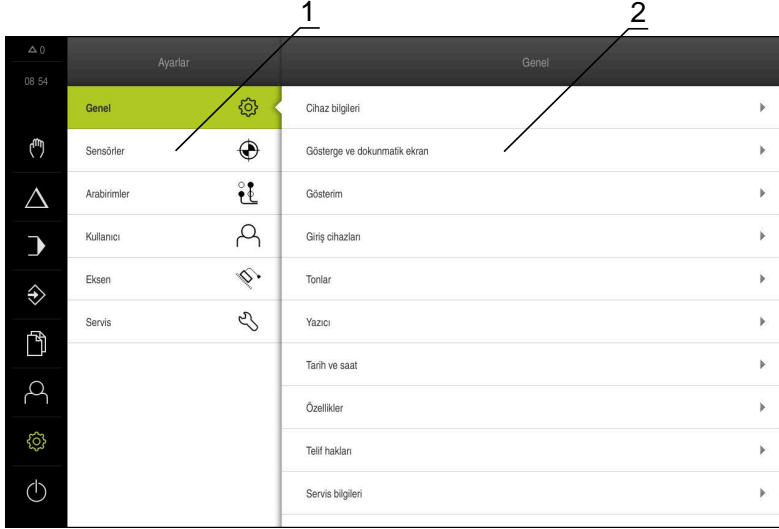 1
2
△ 0
08 54
Ayarlar
Genel
Genel
Sensörler
Arabirimler
Kullanıcı
Eksen
Servis
Cihaz bilgileri
Gösterge ve dokunmatik ekran
Gösterim
Giriş cihazları
Tonlar
Yazıcı
Tarih ve saat
Özellikler
Telif hakları
Servis bilgileri